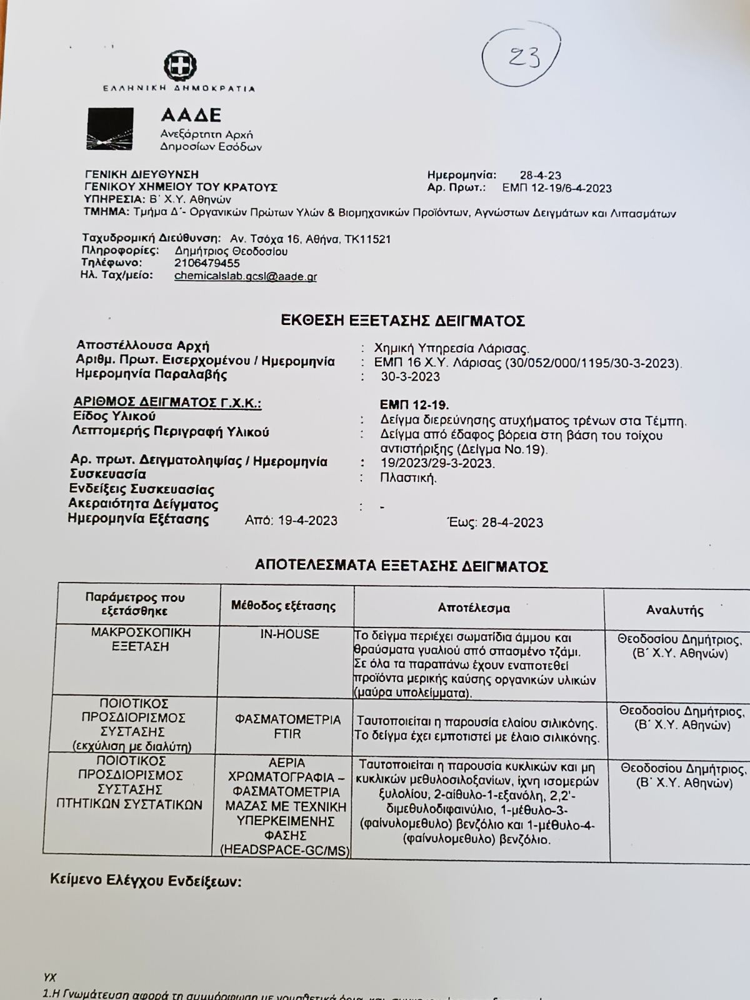 23
ΕΛΛΗΝΙΚΗ ΔΗΜΟΚΡΑΤΙΑ
ΑΑΔΕ
Ανεξάρτητη Αρχή
Δημοσίων Εσόδων
ΓΕΝΙΚΗ ΔΙΕΥΘΥΝΣΗ
ΓΕΝΙΚΟΥ ΧΗΜΕΙΟΥ ΤΟΥ ΚΡΑΤΟΥΣ
ΥΠΗΡΕΣΙΑ: Β΄ Χ.Υ. Αθηνών
ΤΜΗΜΑ: Τμήμα Δ΄- Οργανικών Πρώτων Υλών & Βιομηχανικών Προϊόντων, Αγνώστων Δειγμάτων και Λιπασμάτων
Ημερομηνία: 28-4-23
Αρ. Πρωτ.: ΕΜΠ 12-19/6-4-2023
Ταχυδρομική Διεύθυνση: Αν. Τσόχα 16, Αθήνα, ΤΚ11521
Πληροφορίες: Δημήτριος Θεοδοσίου
Τηλέφωνο: 2106479455
Ηλ. Ταχ/μείο: chemicalslab.gcsl@aade.gr
ΕΚΘΕΣΗ ΕΞΕΤΑΣΗΣ ΔΕΙΓΜΑΤΟΣ
Αποστέλλουσα Αρχή : Χημική Υπηρεσία Λάρισας.
Αριθμ. Πρωτ. Εισερχομένου / Ημερομηνία : ΕΜΠ 16 Χ.Υ. Λάρισας (30/052/000/1195/30-3-2023).
Ημερομηνία Παραλαβής : 30-3-2023
ΑΡΙΘΜΟΣ ΔΕΙΓΜΑΤΟΣ Γ.Χ.Κ.: ΕΜΠ 12-19.
Είδος Υλικού : Δείγμα διερεύνησης ατυχήματος τρένων στα Τέμπη.
Λεπτομερής Περιγραφή Υλικού : Δείγμα από έδαφος βόρεια στη βάση του τοίχου
αντιστήριξης (Δείγμα Νο.19).
Αρ. πρωτ. Δειγματοληψίας / Ημερομηνία : 19/2023/29-3-2023.
Συσκευασία : Πλαστική.
Ενδείξεις Συσκευασίας
Ακεραιότητα Δείγματος : -
Ημερομηνία Εξέτασης Από: 19-4-2023 Έως: 28-4-2023
ΑΠΟΤΕΛΕΣΜΑΤΑ ΕΞΕΤΑΣΗΣ ΔΕΙΓΜΑΤΟΣ
Παράμετρος που
εξετάσθηκε
Μέθοδος εξέτασης
Αποτέλεσμα
Αναλυτής
ΜΑΚΡΟΣΚΟΠΙΚΗ
ΕΞΕΤΑΣΗ
IN-HOUSE
Το δείγμα περιέχει σωματίδια άμμου και
θραύσματα γυαλιού από σπασμένο τζάμι.
Σε όλα τα παραπάνω έχουν εναποτεθεί
προϊόντα μερικής καύσης οργανικών υλικών
(μαύρα υπολείμματα).
Θεοδοσίου Δημήτριος,
(Β΄ Χ.Υ. Αθηνών)
ΠΟΙΟΤΙΚΟΣ
ΠΡΟΣΔΙΟΡΙΣΜΟΣ
ΣΥΣΤΑΣΗΣ
(εκχύλιση με διαλύτη)
ΦΑΣΜΑΤΟΜΕΤΡΙΑ
FTIR
Ταυτοποιείται η παρουσία ελαίου σιλικόνης.
Το δείγμα έχει εμποτιστεί με έλαιο σιλικόνης.
Θεοδοσίου Δημήτριος,
(Β΄ Χ.Υ. Αθηνών)
ΠΟΙΟΤΙΚΟΣ
ΠΡΟΣΔΙΟΡΙΣΜΟΣ
ΣΥΣΤΑΣΗΣ
ΠΤΗΤΙΚΩΝ ΣΥΣΤΑΤΙΚΩΝ
ΑΕΡΙΑ
ΧΡΩΜΑΤΟΓΡΑΦΙΑ –
ΦΑΣΜΑΤΟΜΕΤΡΙΑ
ΜΑΖΑΣ ΜΕ ΤΕΧΝΙΚΗ
ΥΠΕΡΚΕΙΜΕΝΗΣ
ΦΑΣΗΣ
(HEADSPACE-GC/MS)
Ταυτοποιείται η παρουσία κυκλικών και μη
κυκλικών μεθυλοσιλοξανίων, ίχνη ισομερών
ξυλολίου, 2-αίθυλο-1-εξανόλη, 2,2'-
διμεθυλοδιφαινύλιο, 1-μέθυλο-3-
(φαίνυλομεθυλο) βενζόλιο και 1-μέθυλο-4-
(φαίνυλομεθυλο) βενζόλιο.
Θεοδοσίου Δημήτριος,
(Β΄ Χ.Υ. Αθηνών)
Κείμενο Ελέγχου Ενδείξεων:
ΥΧ
1.Η Γνωμάτευση αφορά τη συμμόρφωση με νομοθετικά όρια